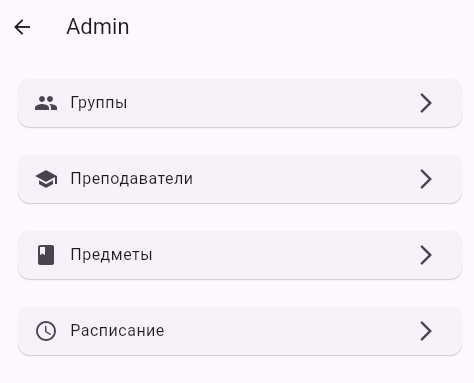 Admin
Группы
Преподаватели
Предметы
Расписание